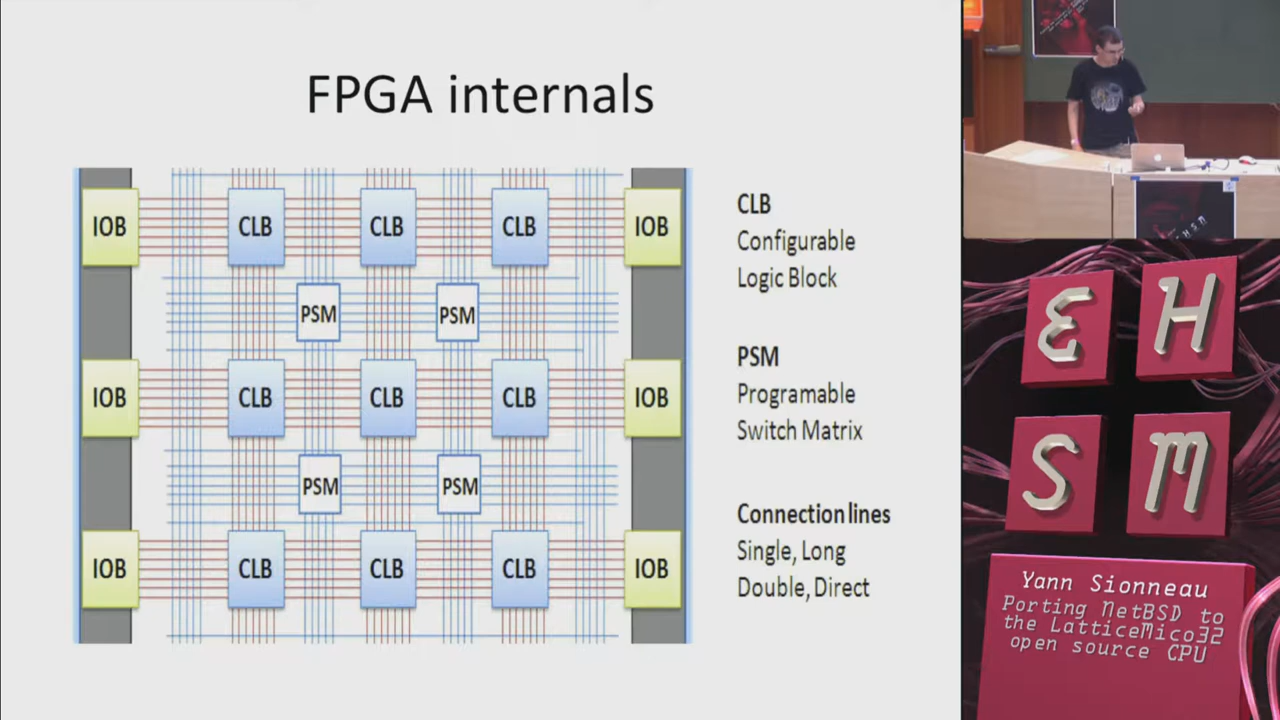 FPGA internals
IOB CLB CLB CLB IOB
PSM PSM
IOB CLB CLB CLB IOB
PSM PSM
IOB CLB CLB CLB IOB
CLB
Configurable
Logic Block
PSM
Programable
Switch Matrix
Connection lines
Single, Long
Double, Direct
E H
S M
Yann Sionneau
Porting NetBSD to
the LatticeMico32
open source CPU